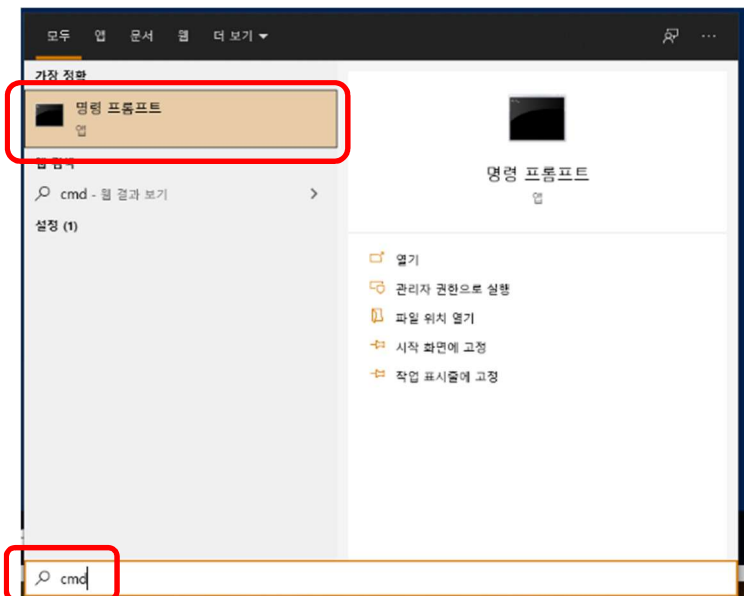 모두 앱 문서 웹 더 보기
가장 정확
명령 프롬프트
앱
웹 검색
cmd - 웹 결과 보기
설정 (1)
명령 프롬프트
앱
열기
관리자 권한으로 실행
파일 위치 열기
시작 화면에 고정
작업 표시줄에 고정
cmd